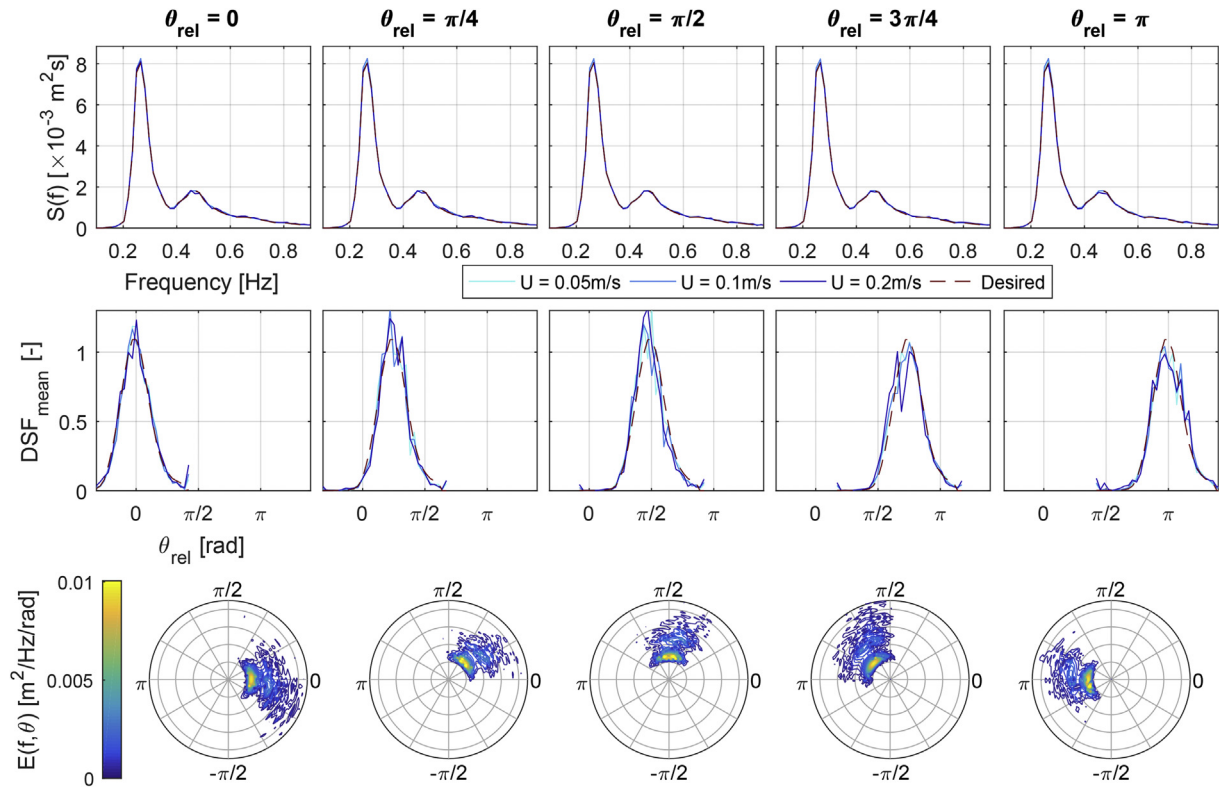 θrel = 0 θrel = π/4 θrel = π/2 θrel = 3π/4 θrel = π
S(f) [×10⁻³ m²s]
8
6
4
2
0
0.2 0.4 0.6 0.8 0.2 0.4 0.6 0.8 0.2 0.4 0.6 0.8 0.2 0.4 0.6 0.8 0.2 0.4 0.6 0.8
Frequency [Hz]
U = 0.05m/s U = 0.1m/s U = 0.2m/s Desired
DSFmean [-]
1
0.5
0
0 π/2 π 0 π/2 π 0 π/2 π 0 π/2 π 0 π/2 π
θrel [rad]
E(f,θ) [m²/Hz/rad]
0.01
0.005
0
π/2 π/2 π/2 π/2 π/2
π 0 π 0 π 0 π 0 π 0
-π/2 -π/2 -π/2 -π/2 -π/2